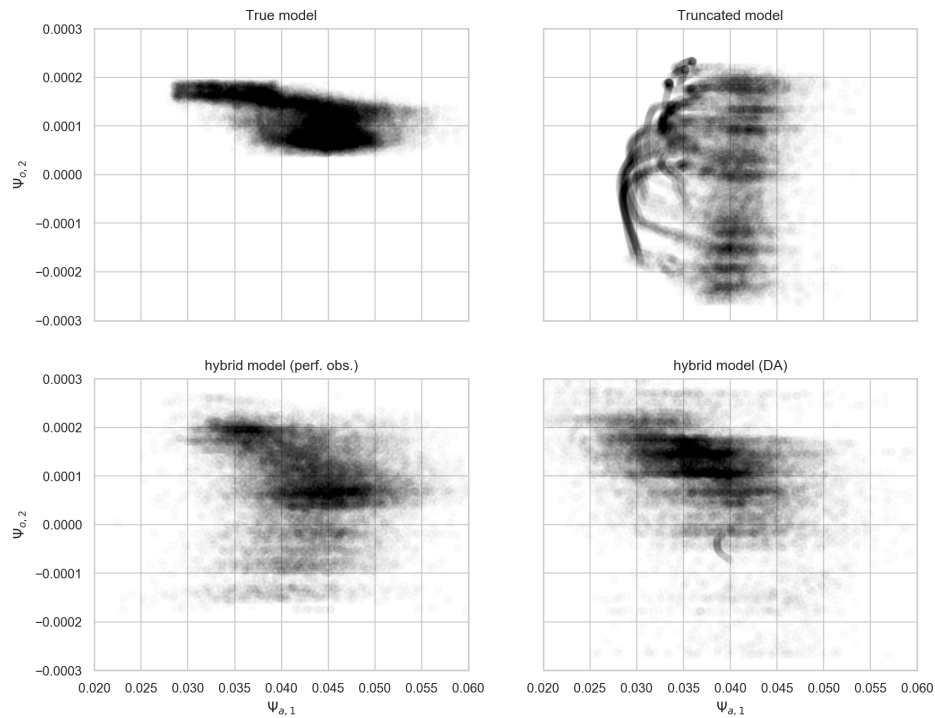 True model
Truncated model
0.0003
0.0002
0.0001
0.0000
−0.0001
−0.0002
−0.0003
Ψo, 2
hybrid model (perf. obs.)
hybrid model (DA)
0.0003
0.0002
0.0001
0.0000
−0.0001
−0.0002
−0.0003
Ψo, 2
0.020 0.025 0.030 0.035 0.040 0.045 0.050 0.055 0.060
0.020 0.025 0.030 0.035 0.040 0.045 0.050 0.055 0.060
Ψa, 1
Ψa, 1